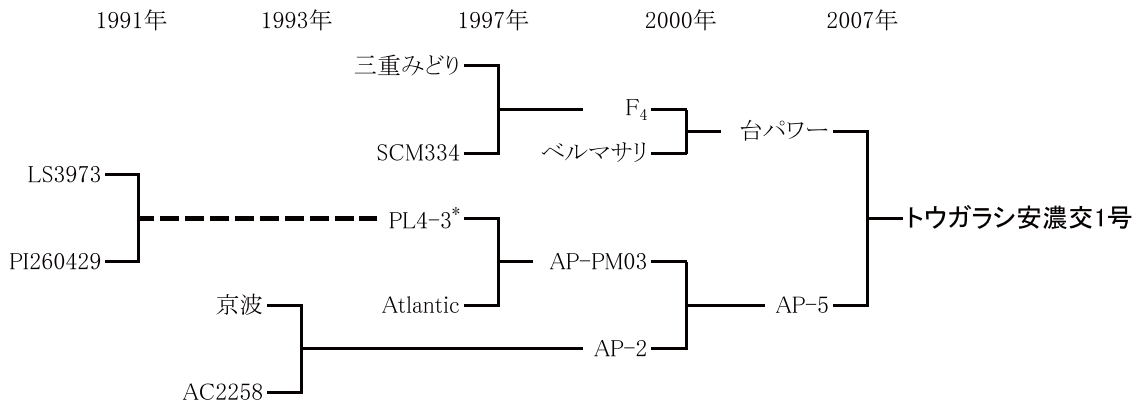 1991年 1993年 1997年 2000年 2007年
三重みどり
F4
台パワー
SCM334 ベルマサリ
LS3973
PL4-3*
トウガラシ安濃交1号
PI260429 AP-PM03
京波 Atlantic AP-5
AP-2
AC2258